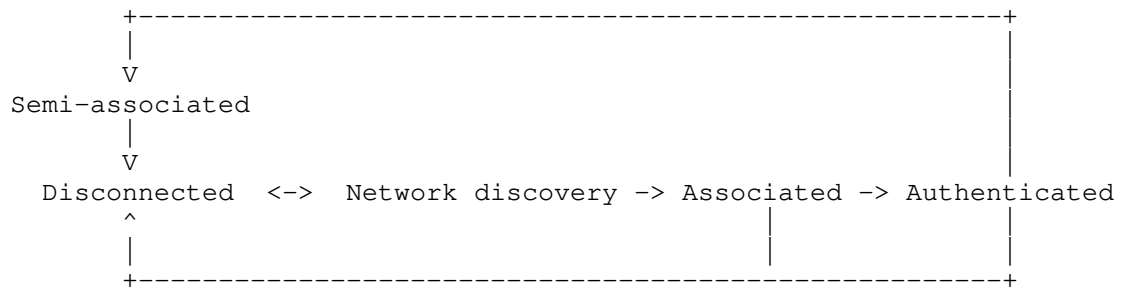 +------------------------------------------------------+
|                                                      |
V                                                      |
Semi-associated                                        |
|                                                      |
V                                                      |
Disconnected  <->  Network discovery -> Associated -> Authenticated
^                                       |              |
|                                       |              |
+------------------------------------------------------+